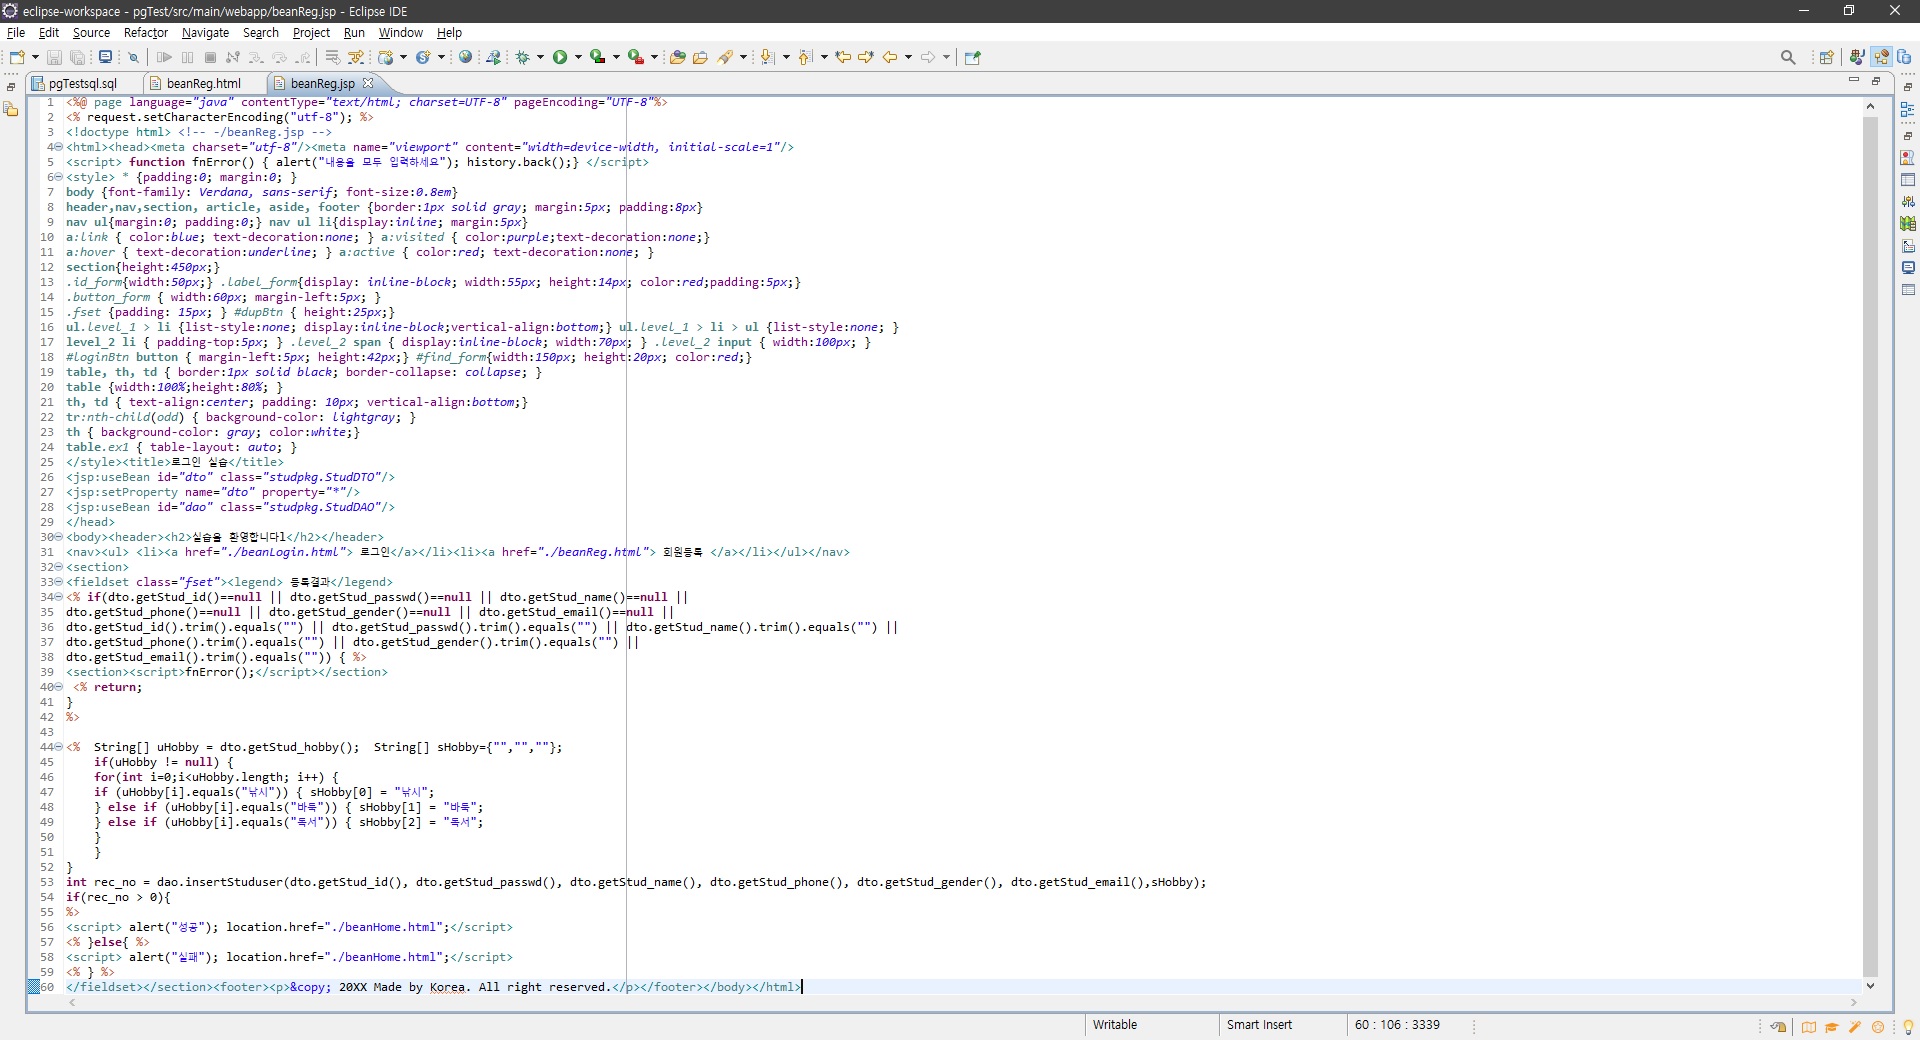 eclipse-workspace - pgTest/src/main/webapp/beanReg.jsp - Eclipse IDE
File Edit Source Refactor Navigate Search Project Run Window Help
pgTestsql.sql beanReg.html beanReg.jsp
1 <%@ page language="java" contentType="text/html; charset=UTF-8" pageEncoding="UTF-8"%>
2 <% request.setCharacterEncoding("utf-8"); %>
3 <!doctype html> <!-- ~/beanReg.jsp -->
4 <html><head><meta charset="utf-8"/><meta name="viewport" content="width=device-width, initial-scale=1"/>
5 <script> function fnError() { alert("내용을 모두 입력하세요"); history.back();} </script>
6 <style> * {padding:0; margin:0; }
7 body {font-family: Verdana, sans-serif; font-size:0.8em}
8 header,nav,section, article, aside, footer {border:1px solid gray; margin:5px; padding:8px}
9 nav ul{margin:0; padding:0;} nav ul li{display:inline; margin:5px}
10 a:link { color:blue; text-decoration:none; } a:visited { color:purple;text-decoration:none;}
11 a:hover { text-decoration:underline; } a:active { color:red; text-decoration:none; }
12 section{height:450px;}
13 .id_form{width:50px;} .label_form{display: inline-block; width:55px; height:14px; color:red;padding:5px;}
14 .button_form { width:60px; margin-left:5px; }
15 .fset {padding: 15px; } #dupBtn { height:25px;}
16 ul.level_1 > li {list-style:none; display:inline-block;vertical-align:bottom;} ul.level_1 > li > ul {list-style:none; }
17 level_2 li { padding-top:5px; } .level_2 span { display:inline-block; width:70px; } .level_2 input { width:100px; }
18 #loginBtn button { margin-left:5px; height:42px;} #find_form{width:150px; height:20px; color:red;}
19 table, th, td { border:1px solid black; border-collapse: collapse; }
20 table {width:100%;height:80%; }
21 th, td { text-align:center; padding: 10px; vertical-align:bottom;}
22 tr:nth-child(odd) { background-color: lightgray; }
23 th { background-color: gray; color:white;}
24 table.ex1 { table-layout: auto; }
25 </style><title>로그인 실습</title>
26 <jsp:useBean id="dto" class="studpkg.StudDTO"/>
27 <jsp:setProperty name="dto" property="*"/>
28 <jsp:useBean id="dao" class="studpkg.StudDAO"/>
29 </head>
30 <body><header><h2>실습을 환영합니다l</h2></header>
31 <nav><ul> <li><a href="./beanLogin.html"> 로그인</a></li><li><a href="./beanReg.html"> 회원등록 </a></li></ul></nav>
32 <section>
33 <fieldset class="fset"><legend> 등록결과</legend>
34 <% if(dto.getStud_id()==null || dto.getStud_passwd()==null || dto.getStud_name()==null ||
35 dto.getStud_phone()==null || dto.getStud_gender()==null || dto.getStud_email()==null ||
36 dto.getStud_id().trim().equals("") || dto.getStud_passwd().trim().equals("") || dto.getStud_name().trim().equals("") ||
37 dto.getStud_phone().trim().equals("") || dto.getStud_gender().trim().equals("") ||
38 dto.getStud_email().trim().equals("")) { %>
39 <section><script>fnError();</script></section>
40 <% return;
41 }
42 %>
43
44 <% String[] uHobby = dto.getStud_hobby(); String[] sHobby={"","",""};
45 if(uHobby != null) {
46 for(int i=0;i<uHobby.length; i++) {
47 if (uHobby[i].equals("낚시")) { sHobby[0] = "낚시";
48 } else if (uHobby[i].equals("바둑")) { sHobby[1] = "바둑";
49 } else if (uHobby[i].equals("독서")) { sHobby[2] = "독서";
50 }
51 }
52 }
53 int rec_no = dao.insertStuduser(dto.getStud_id(), dto.getStud_passwd(), dto.getStud_name(), dto.getStud_phone(), dto.getStud_gender(), dto.getStud_email(),sHobby);
54 if(rec_no > 0){
55 %>
56 <script> alert("성공"); location.href="./beanHome.html";</script>
57 <% }else{ %>
58 <script> alert("실패"); location.href="./beanHome.html";</script>
59 <% } %>
60 </fieldset></section><footer><p>&copy; 20XX Made by Korea. All right reserved.</p></footer></body></html>
Writable Smart Insert 60 : 106 : 3339